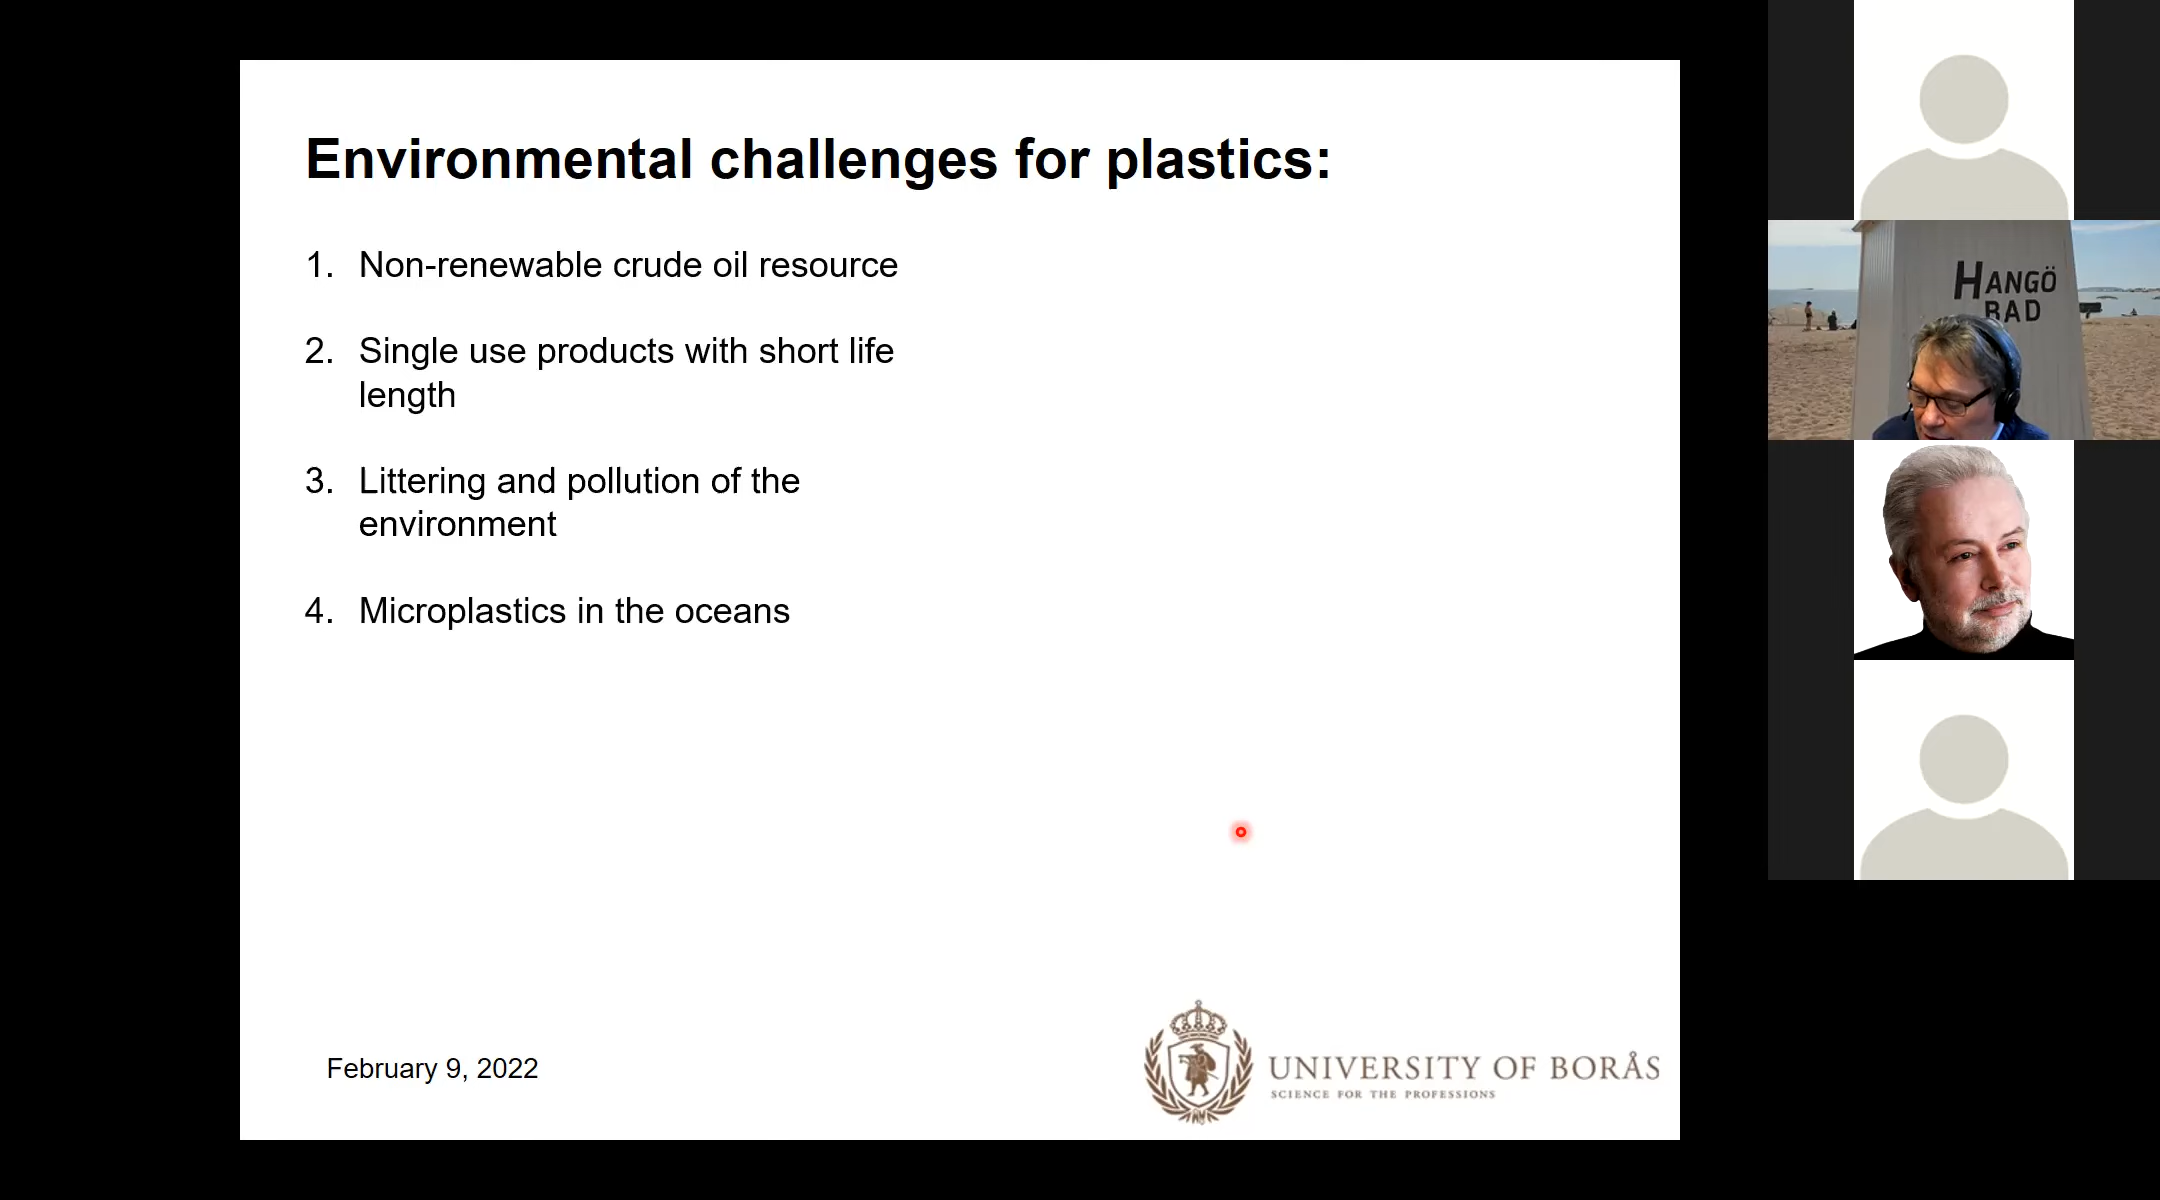 Environmental challenges for plastics:
1. Non-renewable crude oil resource
2. Single use products with short life
length
3. Littering and pollution of the
environment
4. Microplastics in the oceans
February 9, 2022
UNIVERSITY OF BORÅS
SCIENCE FOR THE PROFESSIONS
HANGÖ
BAD